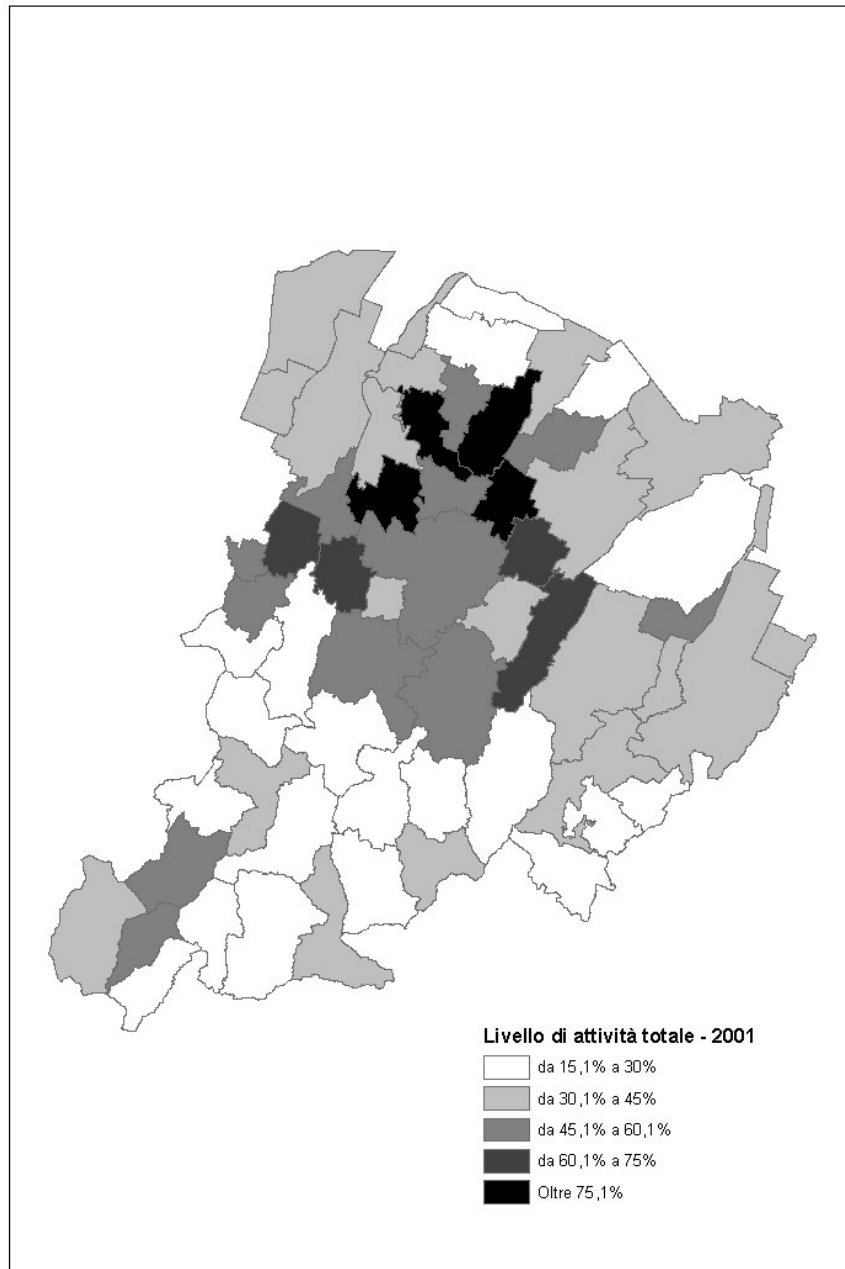 Livello di attività totale - 2001
da 15,1% a 30%
da 30,1% a 45%
da 45,1% a 60,1%
da 60,1% a 75%
Oltre 75,1%